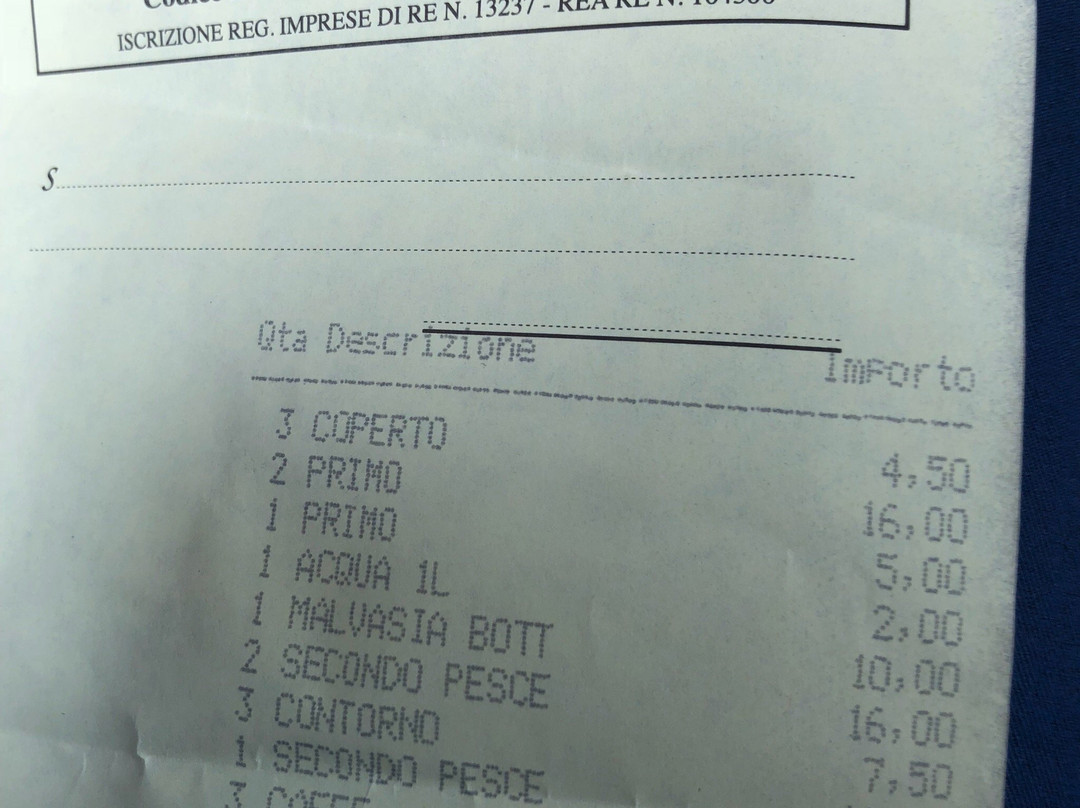 ISCRIZIONE REG. IMPRESE DI RE N. 13237 - REA RE N.
S
Qta Descrizione Importo
3 COPERTO 4,50
2 PRIMO 16,00
1 PRIMO 5,00
1 ACQUA 1L 2,00
1 MALVASIA BOTT 10,00
2 SECONDO PESCE 16,00
3 CONTORNO 7,50
1 SECONDO PESCE
3 CAFFE